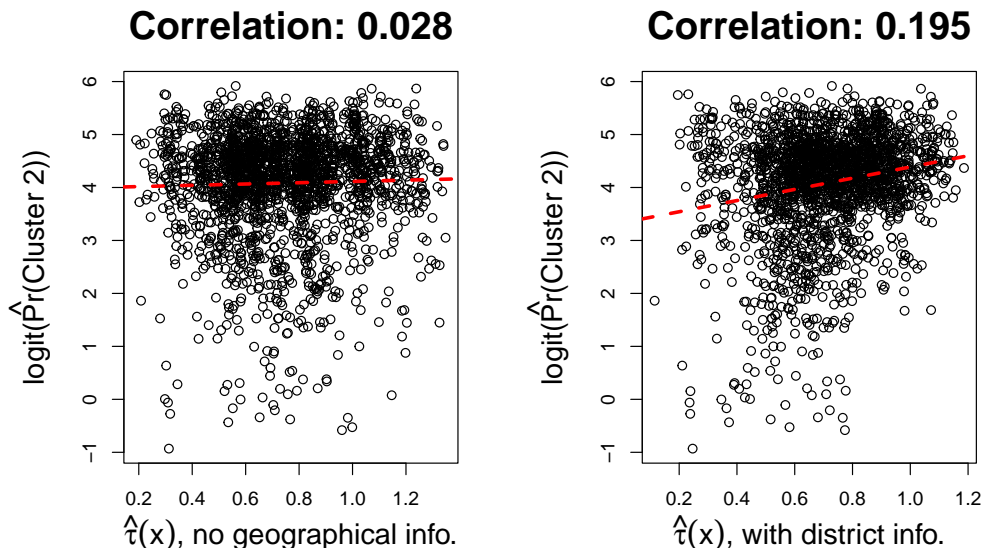 Correlation: 0.028
6
5
4
3
2
1
0
−1
logit(P̂r(Cluster 2))
0.2 0.4 0.6 0.8 1.0 1.2
τ̂(x), no geographical info.
Correlation: 0.195
6
5
4
3
2
1
0
−1
logit(P̂r(Cluster 2))
0.2 0.4 0.6 0.8 1.0 1.2
τ̂(x), with district info.